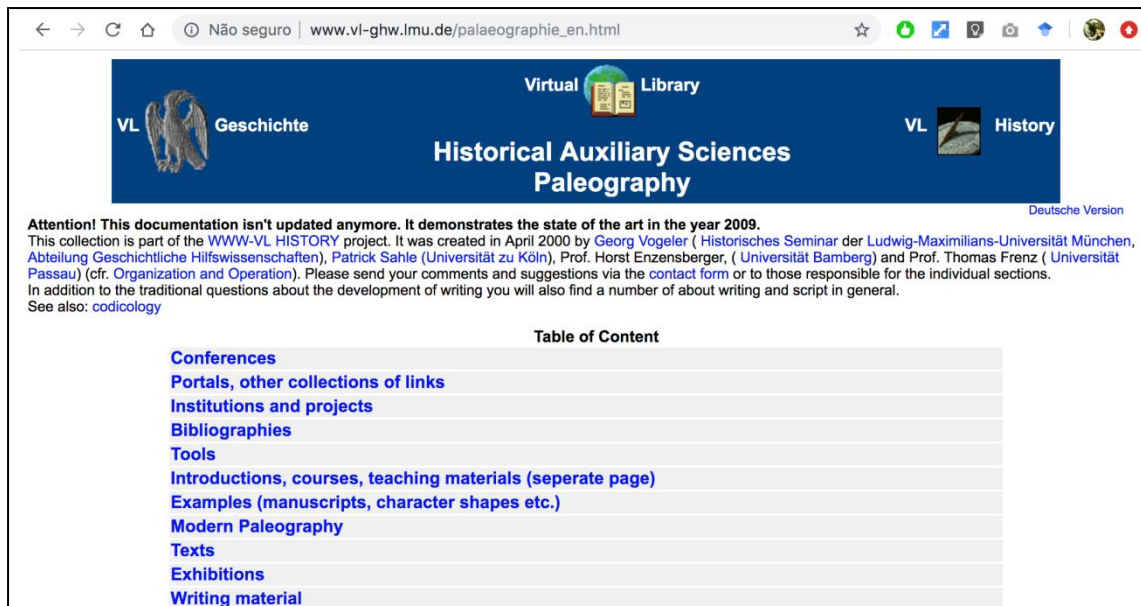 Não seguro | www.vl-ghw.lmu.de/palaeographie_en.html
Virtual Library
VL Geschichte
VL History
Historical Auxiliary Sciences
Paleography
Deutsche Version
Attention! This documentation isn't updated anymore. It demonstrates the state of the art in the year 2009.
This collection is part of the WWW-VL HISTORY project. It was created in April 2000 by Georg Vogeler ( Historisches Seminar der Ludwig-Maximilians-Universität München,
Abteilung Geschichtliche Hilfswissenschaften), Patrick Sahle (Universität zu Köln), Prof. Horst Enzensberger, ( Universität Bamberg) and Prof. Thomas Frenz ( Universität
Passau) (cfr. Organization and Operation). Please send your comments and suggestions via the contact form or to those responsible for the individual sections.
In addition to the traditional questions about the development of writing you will also find a number of about writing and script in general.
See also: codicology
Table of Content
Conferences
Portals, other collections of links
Institutions and projects
Bibliographies
Tools
Introductions, courses, teaching materials (seperate page)
Examples (manuscripts, character shapes etc.)
Modern Paleography
Texts
Exhibitions
Writing material